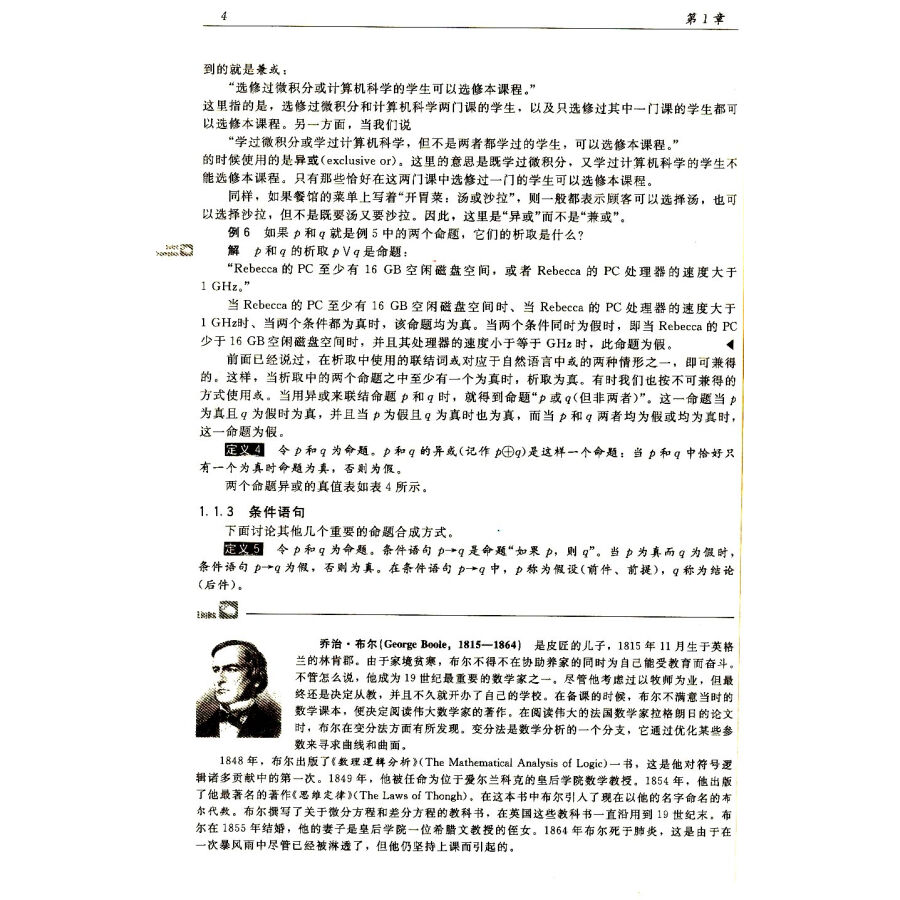 4 第 1 章
到的就是兼或：
“选修过微积分或计算机科学的学生可以选修本课程。”
这里指的是，选修过微积分和计算机科学两门课的学生，以及只选修过其中一门课的学生都可
以选修本课程。另一方面，当我们说
“学过微积分或学过计算机科学，但不是两者都学过的学生，可以选修本课程。”
的时候使用的是异或(exclusive or)。这里的意思是既学过微积分，又学过计算机科学的学生不
能选修本课程。只有那些恰好在这两门课中选修过一门的学生可以选修本课程。
同样，如果餐馆的菜单上写着“开胃菜：汤或沙拉”，则一般都表示顾客可以选择汤，也可
以选择沙拉，但不是既要汤又要沙拉。因此，这里是“异或”而不是“兼或”。
例 6 如果 p 和 q 就是例 5 中的两个命题，它们的析取是什么？
解 p 和 q 的析取 p∨q 是命题：
“Rebecca 的 PC 至少有 16 GB 空闲磁盘空间，或者 Rebecca 的 PC 处理器的速度大于
1 GHz。”
当 Rebecca 的 PC 至少有 16 GB 空闲磁盘空间时、当 Rebecca 的 PC 处理器的速度大于
1 GHz时、当两个条件都为真时，该命题均为真。当两个条件同时为假时，即当 Rebecca 的 PC
少于 16 GB 空闲磁盘空间时，并且其处理器的速度小于等于 GHz 时，此命题为假。
前面已经说过，在析取中使用的联结词或对应于自然语言中或的两种情形之一，即可兼得
的。这样，当析取中的两个命题之中至少有一个为真时，析取为真。有时我们也按不可兼得的
方式使用或。当用异或来联结命题 p 和 q 时，就得到命题“p 或 q(但非两者)”。这一命题当 p
为真且 q 为假时为真，并且当 p 为假且 q 为真时也为真，而当 p 和 q 两者均为假或均为真时，
这一命题为假。
定义 4 令 p 和 q 为命题。p 和 q 的异或(记作 p⊕q)是这样一个命题：当 p 和 q 中恰好只
有一个为真时命题为真，否则为假。
两个命题异或的真值表如表 4 所示。
1.1.3 条件语句
下面讨论其他几个重要的命题合成方式。
定义 5 令 p 和 q 为命题。条件语句 p→q 是命题“如果 p，则 q”。当 p 为真而 q 为假时，
条件语句 p→q 为假，否则为真。在条件语句 p→q 中，p 称为假设(前件、前提)，q 称为结论
(后件)。
Links
乔治·布尔(George Boole，1815—1864) 是皮匠的儿子，1815 年 11 月生于英格
兰的林肯郡。由于家境贫寒，布尔不得不在协助养家的同时为自己能受教育而奋斗。
不管怎么说，他成为 19 世纪最重要的数学家之一。尽管他考虑过以牧师为业，但最
终还是决定从教，并且不久就开办了自己的学校。在备课的时候，布尔不满意当时的
数学课本，便决定阅读伟大数学家的著作。在阅读伟大的法国数学家拉格朗日的论文
时，布尔在变分法方面有所发现。变分法是数学分析的一个分支，它通过优化某些参
数来寻求曲线和曲面。
1848 年，布尔出版了《数理逻辑分析》(The Mathematical Analysis of Logic)一书，这是他对符号逻
辑诸多贡献中的第一次。1849 年，他被任命为位于爱尔兰科克的皇后学院数学教授。1854 年，他出版
了他最著名的著作《思维定律》(The Laws of Thongh)。在这本书中布尔引入了现在以他的名字命名的布
尔代数。布尔撰写了关于微分方程和差分方程的教科书，在英国这些教科书一直沿用到 19 世纪末。布
尔在 1855 年结婚，他的妻子是皇后学院一位希腊文教授的侄女。1864 年布尔死于肺炎，这是由于在
一次暴风雨中尽管已经被淋透了，但他仍坚持上课而引起的。